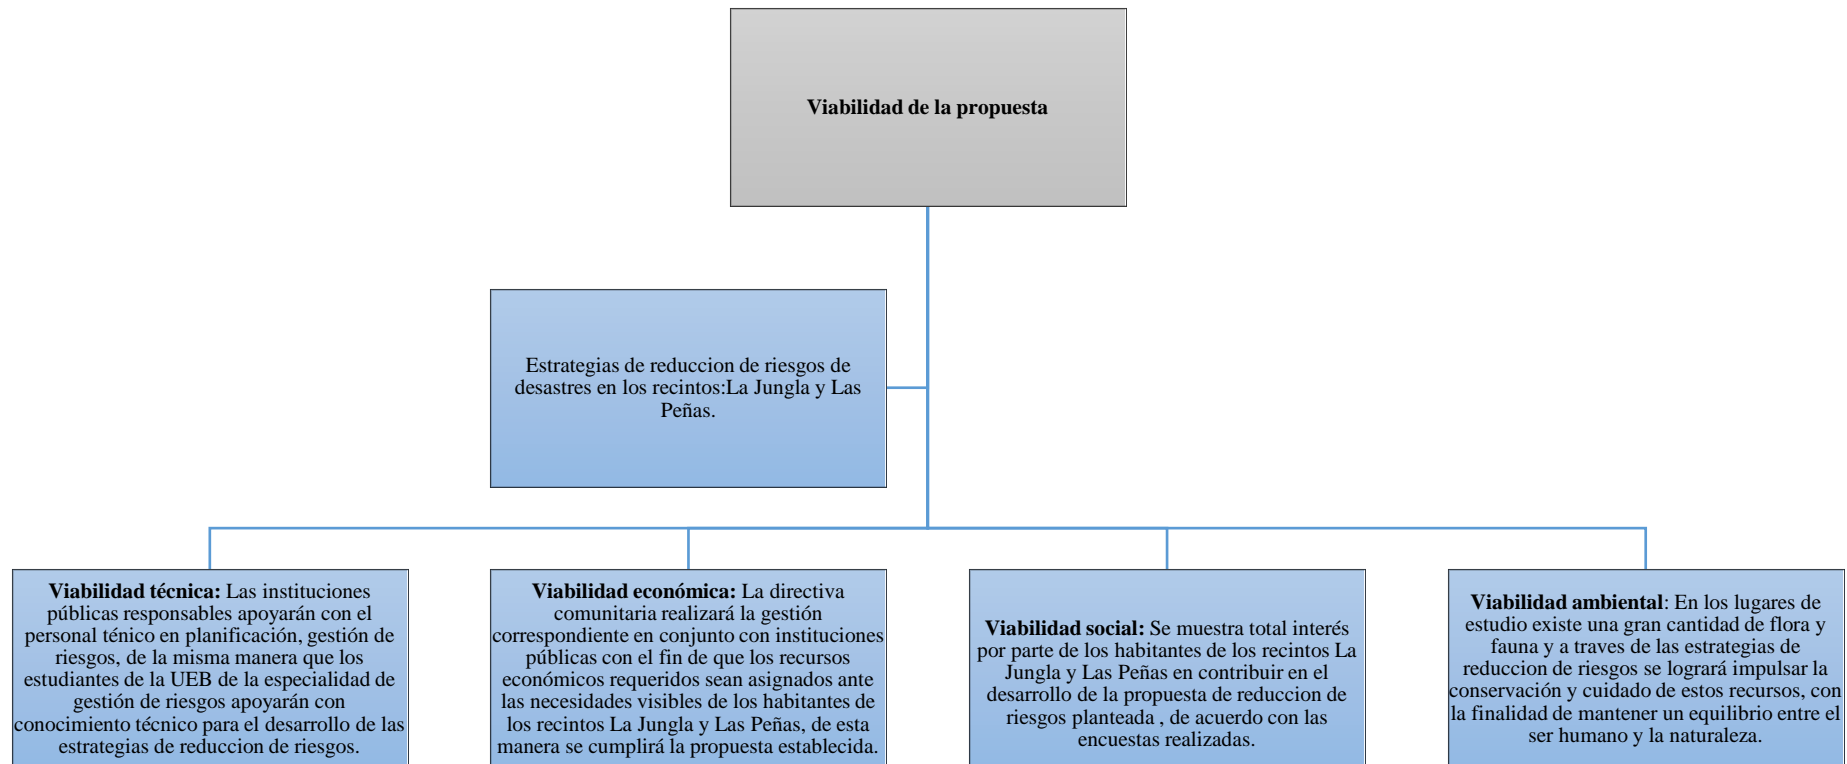 Viabilidad de la propuesta
Estrategias de reduccion de riesgos de
desastres en los recintos:La Jungla y Las
Peñas.
Viabilidad técnica: Las instituciones
públicas responsables apoyarán con el
personal ténico en planificación, gestión de
riesgos, de la misma manera que los
estudiantes de la UEB de la especialidad de
gestión de riesgos apoyarán con
conocimiento técnico para el desarrollo de las
estrategias de reduccion de riesgos.
Viabilidad económica: La directiva
comunitaria realizará la gestión
correspondiente en conjunto con instituciones
públicas con el fin de que los recursos
económicos requeridos sean asignados ante
las necesidades visibles de los habitantes de
los recintos La Jungla y Las Peñas, de esta
manera se cumplirá la propuesta establecida.
Viabilidad social: Se muestra total interés
por parte de los habitantes de los recintos La
Jungla y Las Peñas en contribuir en el
desarrollo de la propuesta de reduccion de
riesgos planteada , de acuerdo con las
encuestas realizadas.
Viabilidad ambiental: En los lugares de
estudio existe una gran cantidad de flora y
fauna y a traves de las estrategias de
reduccion de riesgos se logrará impulsar la
conservación y cuidado de estos recursos, con
la finalidad de mantener un equilibrio entre el
ser humano y la naturaleza.